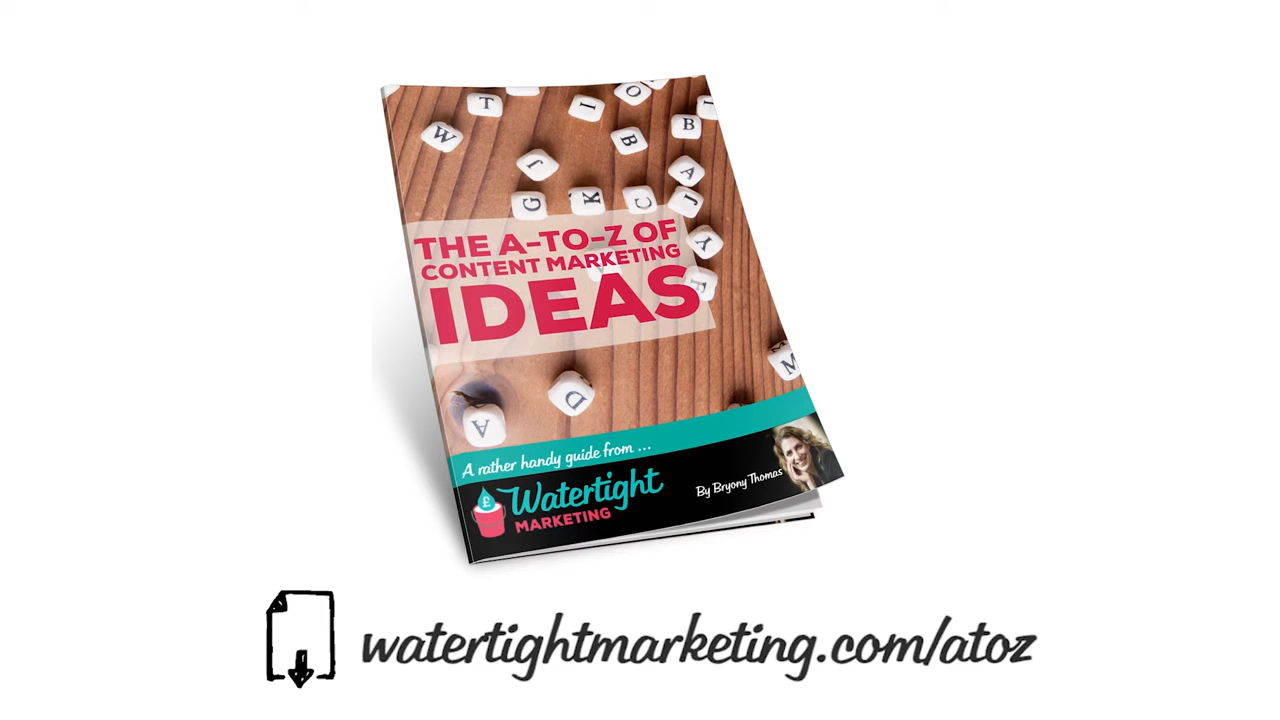 W
T
I
O
I
B
B
J
A
G
K
C
J
Y
THE A-TO-Z OF
CONTENT MARKETING
IDEAS
M
D
A
A rather handy guide from ...
£
Watertight
MARKETING
By Bryony Thomas
watertightmarketing.com/atoz